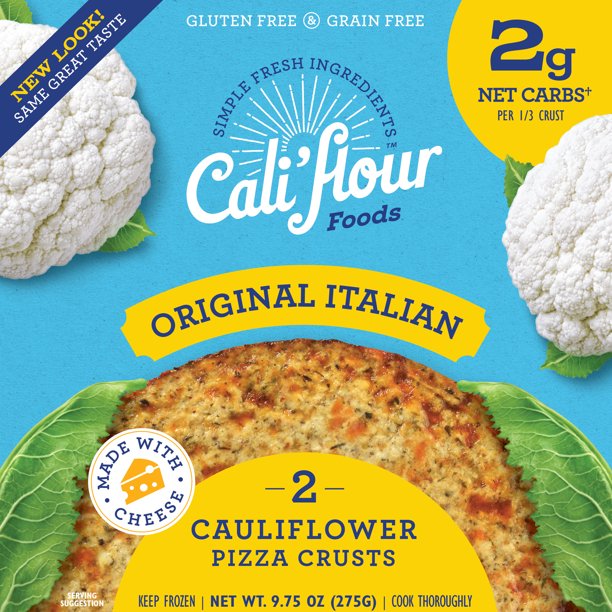 GLUTEN FREE & GRAIN FREE
NEW LOOK!
SAME GREAT TASTE
2g
NET CARBS†
PER 1/3 CRUST
SIMPLE FRESH INGREDIENTS
Cali'flour™
Foods
ORIGINAL ITALIAN
MADE WITH
CHEESE
– 2 –
CAULIFLOWER
PIZZA CRUSTS
SERVING
SUGGESTION
KEEP FROZEN | NET WT. 9.75 OZ (275G) | COOK THOROUGHLY